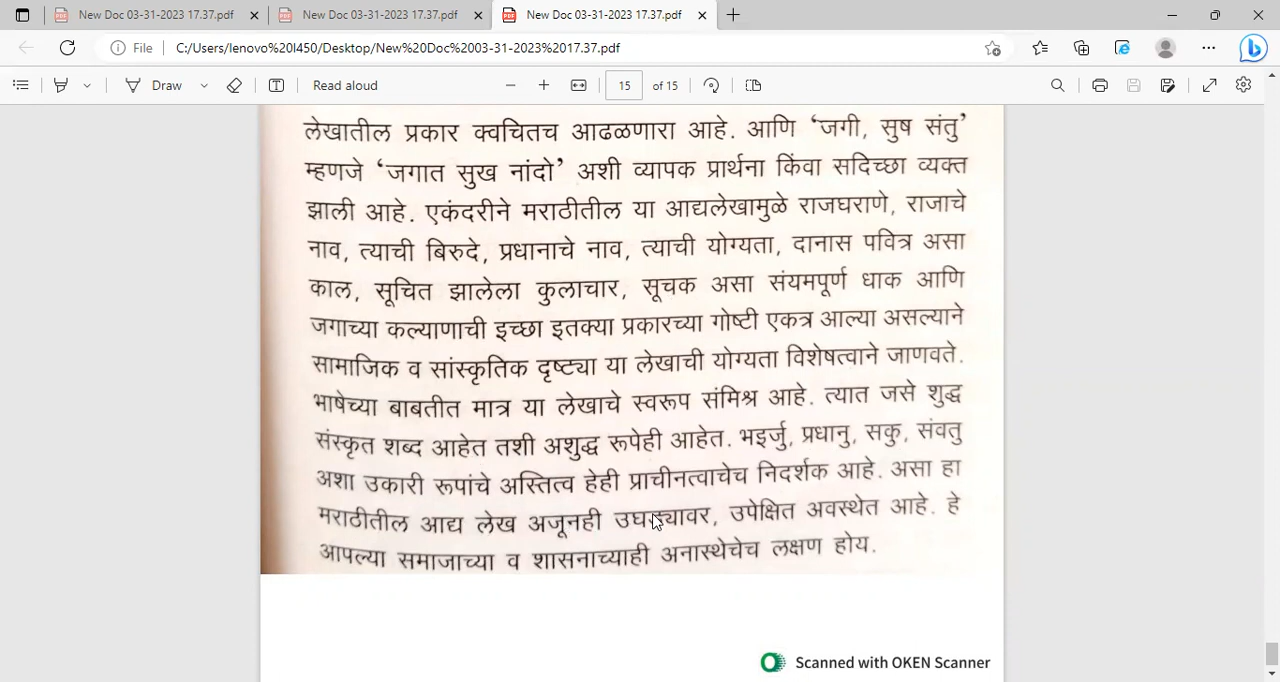 New Doc 03-31-2023 17.37.pdf
New Doc 03-31-2023 17.37.pdf
New Doc 03-31-2023 17.37.pdf
File C:/Users/lenovo%20l450/Desktop/New%20Doc%2003-31-2023%2017.37.pdf
Draw Read aloud 15 of 15
लेखातील प्रकार क्वचितच आढळणारा आहे. आणि ‘जगी, सुष संतु’
म्हणजे ‘जगात सुख नांदो’ अशी व्यापक प्रार्थना किंवा सदिच्छा व्यक्त
झाली आहे. एकंदरीने मराठीतील या आद्यलेखामुळे राजघराणे, राजाचे
नाव, त्याची बिरुदे, प्रधानाचे नाव, त्याची योग्यता, दानास पवित्र असा
काल, सूचित झालेला कुलाचार, सूचक असा संयमपूर्ण धाक आणि
जगाच्या कल्याणाची इच्छा इतक्या प्रकारच्या गोष्टी एकत्र आल्या असल्याने
सामाजिक व सांस्कृतिक दृष्ट्या या लेखाची योग्यता विशेषत्वाने जाणवते.
भाषेच्या बाबतीत मात्र या लेखाचे स्वरूप संमिश्र आहे. त्यात जसे शुद्ध
संस्कृत शब्द आहेत तशी अशुद्ध रूपेही आहेत. भइर्जु, प्रधानु, सकु, संवतु
अशा उकारी रूपांचे अस्तित्व हेही प्राचीनत्वाचेच निदर्शक आहे. असा हा
मराठीतील आद्य लेख अजूनही उघड्यावर, उपेक्षित अवस्थेत आहे. हे
आपल्या समाजाच्या व शासनाच्याही अनास्थेचेच लक्षण होय.
Scanned with OKEN Scanner